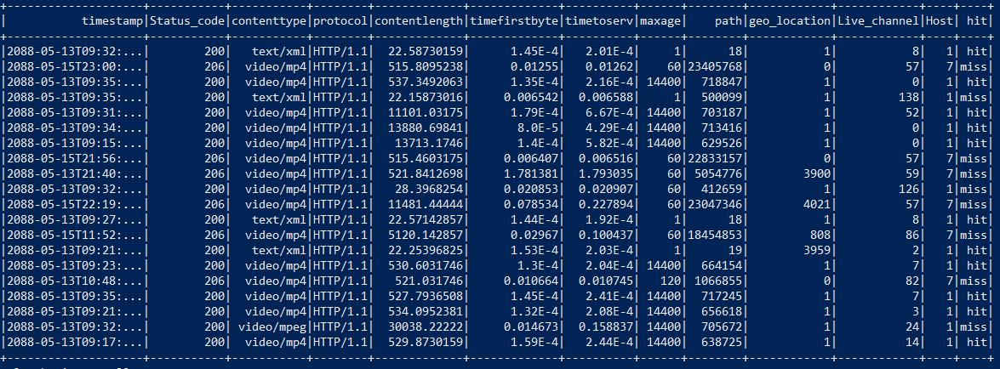 +--------------------+-----------+-----------+--------+-------------+-------------+----------+------+--------+------------+------------+----+----+
|           timestamp|Status_code|contenttype|protocol|contentlength|timefirstbyte|timetoserv|maxage|    path|geo_location|Live_channel|Host| hit|
+--------------------+-----------+-----------+--------+-------------+-------------+----------+------+--------+------------+------------+----+----+
|2088-05-13T09:32:...|        200|   text/xml|HTTP/1.1|  22.58730159|      1.45E-4|   2.01E-4|     1|      18|           1|           8|   1| hit|
|2088-05-15T23:00:...|        206|  video/mp4|HTTP/1.1|  515.8095238|      0.01255|   0.01262|    60|23405768|           0|          57|   7|miss|
|2088-05-13T09:35:...|        200|  video/mp4|HTTP/1.1|  537.3492063|      1.35E-4|   2.16E-4| 14400|  718847|           1|           0|   1| hit|
|2088-05-13T09:35:...|        200|   text/xml|HTTP/1.1|  22.15873016|     0.006542|  0.006588|     1|  500099|           1|         138|   1|miss|
|2088-05-13T09:31:...|        200|  video/mp4|HTTP/1.1|  11101.03175|      1.79E-4|   6.67E-4| 14400|  703187|           1|          52|   1| hit|
|2088-05-13T09:34:...|        200|  video/mp4|HTTP/1.1|  13880.69841|       8.0E-5|   4.29E-4| 14400|  713416|           1|           0|   1| hit|
|2088-05-13T09:15:...|        200|  video/mp4|HTTP/1.1|   13713.1746|       1.4E-4|   5.82E-4| 14400|  629526|           1|           0|   1| hit|
|2088-05-15T21:56:...|        206|  video/mp4|HTTP/1.1|  515.4603175|     0.006407|  0.006516|    60|22833157|           0|          57|   7|miss|
|2088-05-13T21:40:...|        206|  video/mp4|HTTP/1.1|  521.8412698|     1.781381|  1.793035|    60| 5054776|        3900|          59|   7|miss|
|2088-05-13T09:32:...|        200|  video/mp4|HTTP/1.1|   28.3968254|     0.020853|  0.020907|    60|  412659|           1|         126|   1|miss|
|2088-05-15T22:19:...|        206|  video/mp4|HTTP/1.1|  11481.44444|     0.078534|  0.227894|    60|23047346|        4021|          57|   7|miss|
|2088-05-13T09:27:...|        200|   text/xml|HTTP/1.1|  22.57142857|      1.44E-4|   1.92E-4|     1|      18|           1|           8|   1| hit|
|2088-05-15T11:52:...|        206|  video/mp4|HTTP/1.1|  5120.142857|      0.02967|  0.100437|    60|18454853|         808|          86|   7|miss|
|2088-05-13T09:21:...|        200|   text/xml|HTTP/1.1|  22.25396825|      1.53E-4|   2.03E-4|     1|      19|        3959|           2|   1| hit|
|2088-05-13T09:23:...|        200|  video/mp4|HTTP/1.1|  530.6031746|       1.3E-4|   2.04E-4| 14400|  664154|           1|           7|   1| hit|
|2088-05-13T10:48:...|        206|  video/mp4|HTTP/1.1|   521.031746|     0.010664|  0.010745|   120| 1066855|           0|          82|   7|miss|
|2088-05-13T09:35:...|        200|  video/mp4|HTTP/1.1|  527.7936508|      1.45E-4|   2.41E-4| 14400|  717245|           1|           7|   1| hit|
|2088-05-13T09:21:...|        200|  video/mp4|HTTP/1.1|  534.0952381|      1.32E-4|   2.08E-4| 14400|  656618|           1|           3|   1| hit|
|2088-05-13T09:32:...|        200| video/mpeg|HTTP/1.1|  30038.22222|     0.014673|  0.158837| 14400|  705672|           1|          24|   1|miss|
|2088-05-13T09:17:...|        200|  video/mp4|HTTP/1.1|  529.8730159|      1.59E-4|   2.44E-4| 14400|  638725|           1|          14|   1| hit|
+--------------------+-----------+-----------+--------+-------------+-------------+----------+------+--------+------------+------------+----+----+